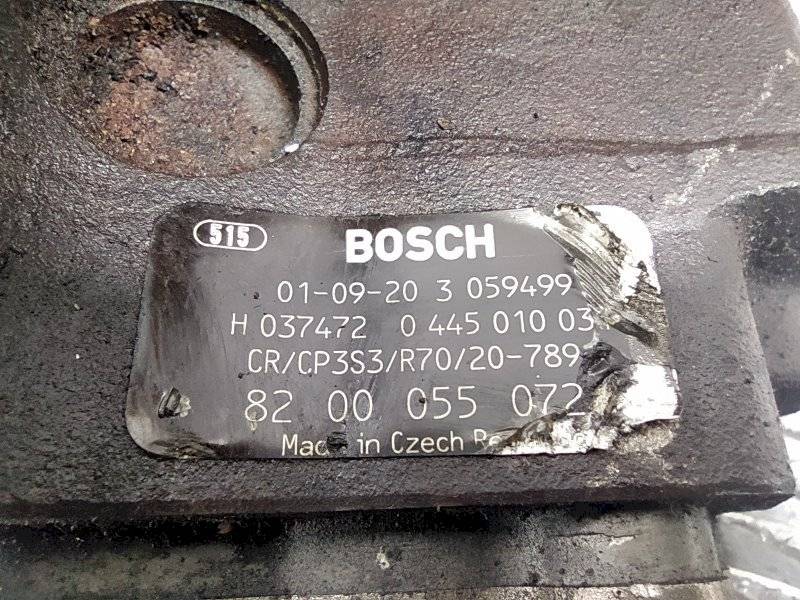 515
BOSCH
01-09-20 3 059499
H 037472 0 445 010 03
CR/CP3S3/R70/20-789
82 00 055 072
Made in Czech